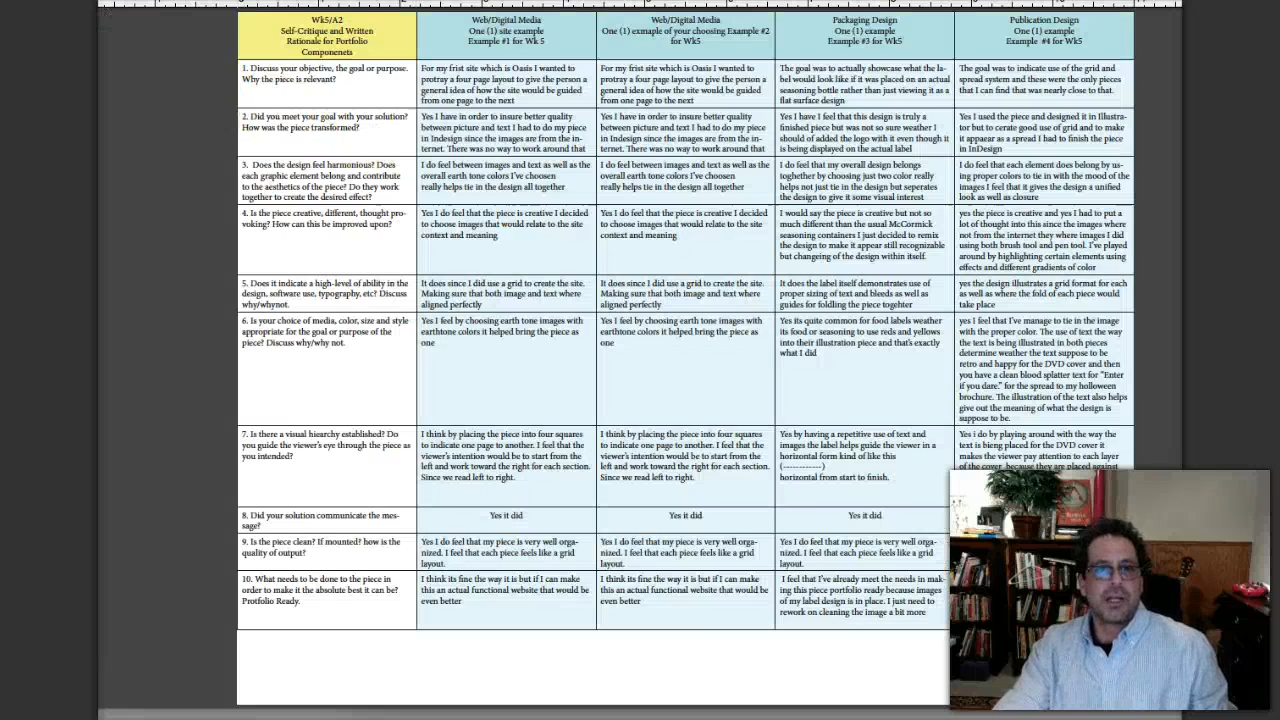 Wk5/A2
Self-Critique and Written
Rationale for Portfolio
Componenets
Web/Digital Media
One (1) site example
Example #1 for Wk 5
Web/Digital Media
One (1) exmaple of your choosing Example #2
for Wk5
Packaging Design
One (1) example
Example #3 for Wk5
Publication Design
One (1) example
Example #4 for Wk5
1. Discuss your objective, the goal or purpose.
Why the piece is relevant?
For my frist site which is Oasis I wanted to
protray a four page layout to give the person a
general idea of how the site would be guided
from one page to the next
For my frist site which is Oasis I wanted to
protray a four page layout to give the person a
general idea of how the site would be guided
from one page to the next
The goal was to actually showcase what the la-
bel would look like if it was placed on an actual
seasoning bottle rather than just viewing it as a
flat surface design
The goal was to indicate use of the grid and
spread system and these were the only pieces
that I can find that was nearly close to that.
2. Did you meet your goal with your solution?
How was the piece transformed?
Yes I have in order to insure better quality
between picture and text I had to do my piece
in Indesign since the images are from the in-
ternet. There was no way to work around that
Yes I have in order to insure better quality
between picture and text I had to do my piece
in Indesign since the images are from the in-
ternet. There was no way to work around that
Yes I have I feel that this design is truly a
finished piece but was not so sure weather I
should of added the logo with it even though it
is being displayed on the actual label
Yes I used the piece and designed it in Illustra-
tor but to cerate good use of grid and to make
it appaear as a spread I had to finish the piece
in InDesign
3. Does the design feel harmonious? Does
each graphic element belong and contribute
to the aesthetics of the piece? Do they work
together to create the desired effect?
I do feel between images and text as well as the
overall earth tone colors I've choosen
really helps tie in the design all together
I do feel between images and text as well as the
overall earth tone colors I've choosen
really helps tie in the design all together
I do feel that my overall design belongs
toghether by choosing just two color really
helps not just tie in the design but seperates
the design to give it some visual interest
I do feel that each element does belong by us-
ing proper colors to tie in with the mood of the
images I feel that it gives the design a unified
look as well as closure
4. Is the piece creative, different, thought pro-
voking? How can this be improved upon?
Yes I do feel that the piece is creative I decided
to choose images that would relate to the site
context and meaning
Yes I do feel that the piece is creative I decided
to choose images that would relate to the site
context and meaning
I would say the piece is creative but not so
much different than the usual McCormick
seasoning containers I just decided to remix
the design to make it appear still recognizable
but changeing of the design within itself.
yes the piece is creative and yes I had to put a
lot of thought into this since the images where
not from the internet they where images I did
using both brush tool and pen tool. I've played
around by highlighting certain elements using
effects and different gradients of color
5. Does it indicate a high-level of ability in the
design, software use, typography, etc? Discuss
why/whynot.
It does since I did use a grid to create the site.
Making sure that both image and text where
aligned perfectly
It does since I did use a grid to create the site.
Making sure that both image and text where
aligned perfectly
It does the label itself demonstrates use of
proper sizing of text and bleeds as well as
guides for foldling the piece togehter
yes the design illustrates a grid format for each
as well as where the fold of each piece would
take place
6. Is your choice of media, color, size and style
appropriate for the goal or purpose of the
piece? Discuss why/why not.
Yes I feel by choosing earth tone images with
earthtone colors it helped bring the piece as
one
Yes I feel by choosing earth tone images with
earthtone colors it helped bring the piece as
one
Yes its quite common for food labels weather
its food or seasoning to use reds and yellows
into their illustration piece and that's exactly
what I did
yes I feel that I've manage to tie in the image
with the proper color. The use of text the way
the text is being illustrated in both pieces
determine weather the text suppose to be
retro and happy for the DVD cover and then
you have a clean blood splatter text for "Enter
if you dare." for the spread to my holloween
brochure. The illustration of the text also helps
give out the meaning of what the design is
suppose to be.
7. Is there a visual hiearchy established? Do
you guide the viewer's eye through the piece as
you intended?
I think by placing the piece into four squares
to indicate one page to another. I feel that the
viewer's intention would be to start from the
left and work toward the right for each section.
Since we read left to right.
I think by placing the piece into four squares
to indicate one page to another. I feel that the
viewer's intention would be to start from the
left and work toward the right for each section.
Since we read left to right.
Yes by having a repetitive use of text and
images the label helps guide the viewer in a
horizontal form kind of like this
(------------)
horizontal from start to finish.
Yes i do by playing around with the way the
text is bieng placed for the DVD cover it
makes the viewer pay attention to each layer
of the cover because they are placed against
8. Did your solution communicate the mes-
sage?
Yes it did
Yes it did
Yes it did
9. Is the piece clean? If mounted? how is the
quality of output?
Yes I do feel that my piece is very well orga-
nized. I feel that each piece feels like a grid
layout.
Yes I do feel that my piece is very well orga-
nized. I feel that each piece feels like a grid
layout.
Yes I do feel that my piece is very well orga-
nized. I feel that each piece feels like a grid
layout.
10. What needs to be done to the piece in
order to make it the absolute best it can be?
Protfolio Ready.
I think its fine the way it is but if I can make
this an actual functional website that would be
even better
I think its fine the way it is but if I can make
this an actual functional website that would be
even better
I feel that I've already meet the needs in mak-
ing this piece portfolio ready because images
of my label design is in place. I just need to
rework on cleaning the image a bit more